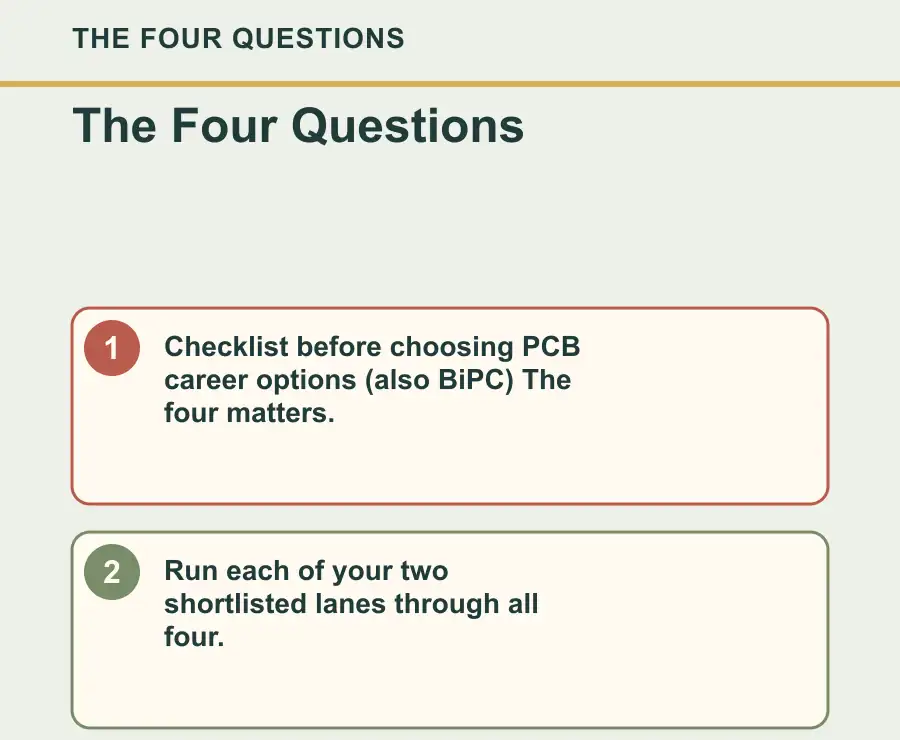 THE FOUR QUESTIONS
The Four Questions
1
Checklist before choosing PCB
career options (also BiPC) The
four matters.
2
Run each of your two
shortlisted lanes through all
four.